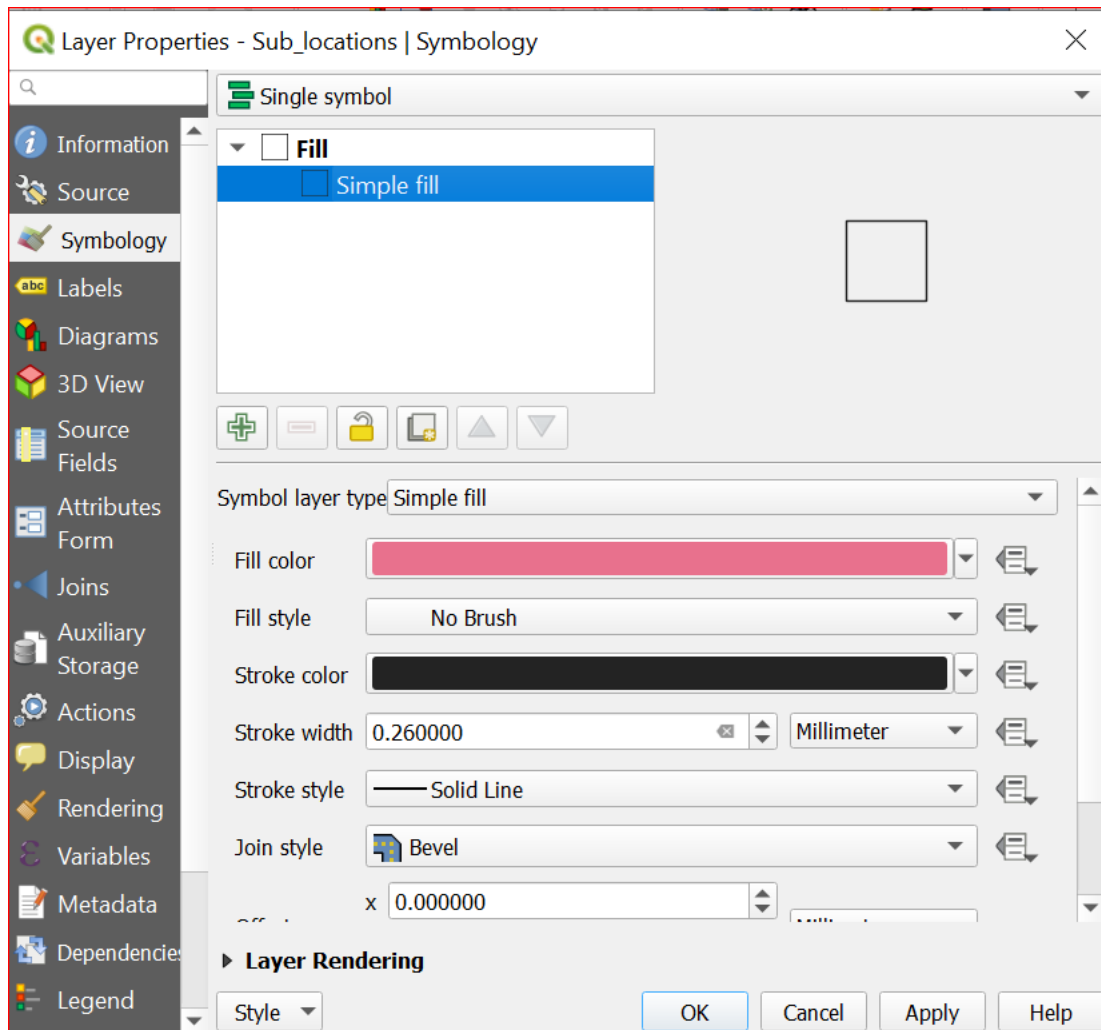 Layer Properties - Sub_locations | Symbology
Single symbol
Information
Source
Symbology
abc Labels
Diagrams
3D View
Source
Fields
Attributes
Form
Joins
Auxiliary
Storage
Actions
Display
Rendering
Variables
Metadata
Dependencies
Legend
Fill
Simple fill
Symbol layer type Simple fill
Fill color
Fill style No Brush
Stroke color
Stroke width 0.260000 Millimeter
Stroke style Solid Line
Join style Bevel
x 0.000000
Layer Rendering
Style OK Cancel Apply Help